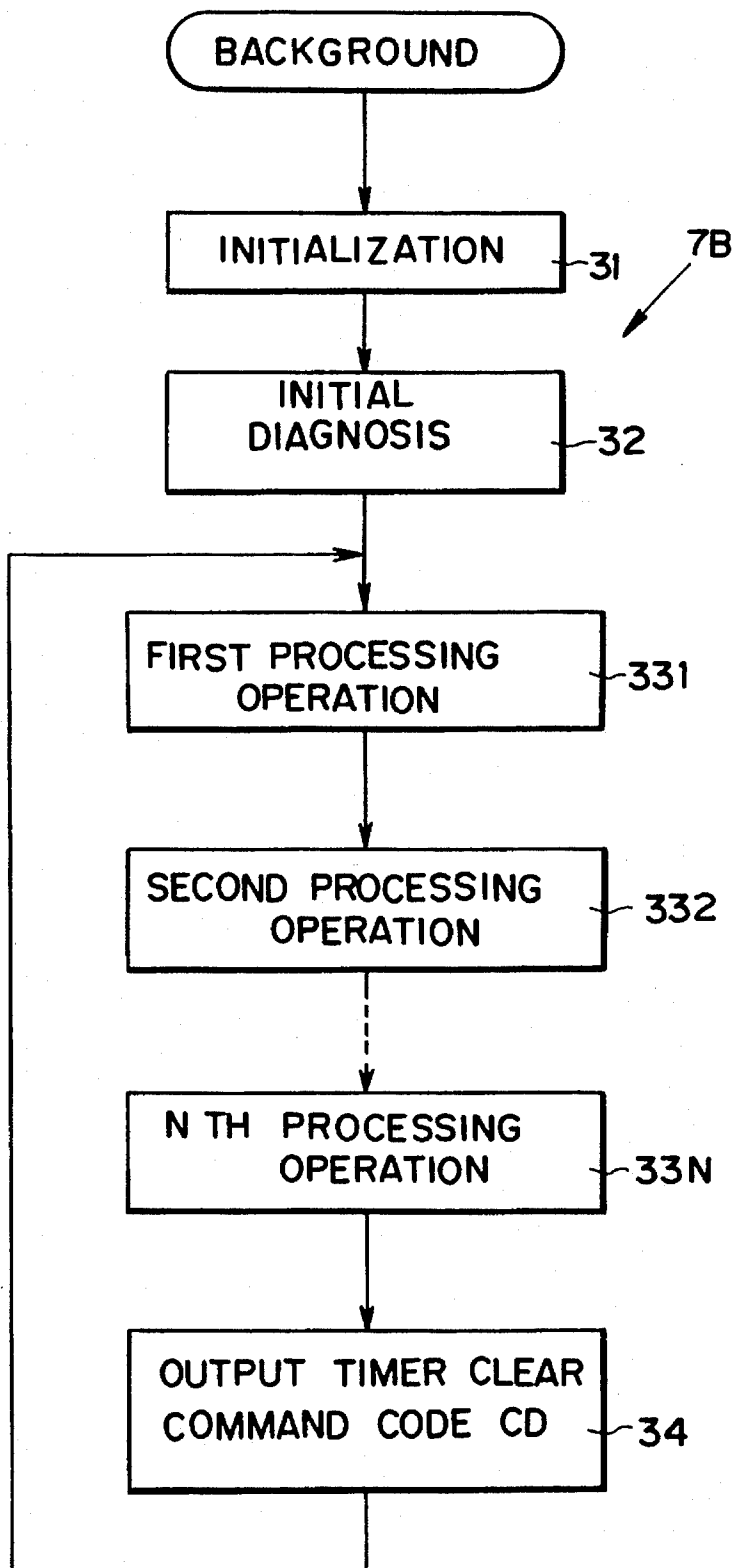 BACKGROUND
INITIALIZATION
31
7B
INITIAL
DIAGNOSIS
32
FIRST PROCESSING
OPERATION
331
SECOND PROCESSING
OPERATION
332
N TH PROCESSING
OPERATION
33N
OUTPUT TIMER CLEAR
COMMAND CODE CD
34